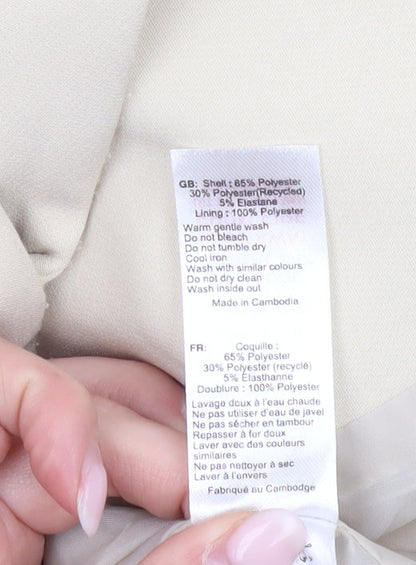 GB: Shell : 65% Polyester
30% Polyester(Recycled)
5% Elastane
Lining : 100% Polyester
Warm gentle wash
Do not bleach
Do not tumble dry
Cool iron
Wash with similar colours
Do not dry clean
Wash inside out
Made in Cambodia
FR: Coquille :
65% Polyester
30% Polyester (recyclé)
5% Elasthanne
Doublure : 100% Polyester
Lavage doux à l'eau chaude
Ne pas utiliser d'eau de javel
Ne pas sécher en tambour
Repasser à fer doux
Laver avec des couleurs
similaires
Ne pas nettoyer à sec
Laver à l'envers
Fabriqué au Cambodge